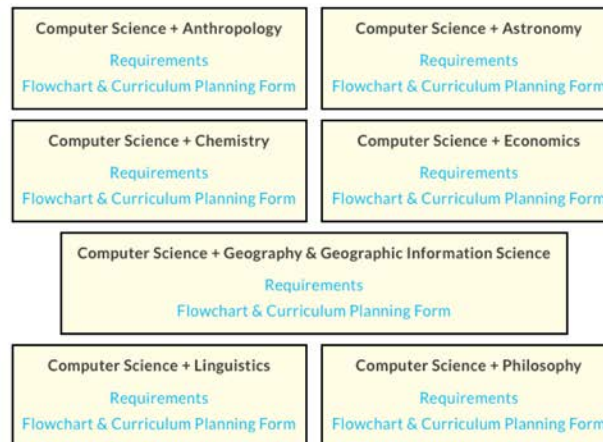 Computer Science + Anthropology
Requirements
Flowchart & Curriculum Planning Form
Computer Science + Astronomy
Requirements
Flowchart & Curriculum Planning Form
Computer Science + Chemistry
Requirements
Flowchart & Curriculum Planning Form
Computer Science + Economics
Requirements
Flowchart & Curriculum Planning Form
Computer Science + Geography & Geographic Information Science
Requirements
Flowchart & Curriculum Planning Form
Computer Science + Linguistics
Requirements
Flowchart & Curriculum Planning Form
Computer Science + Philosophy
Requirements
Flowchart & Curriculum Planning Form